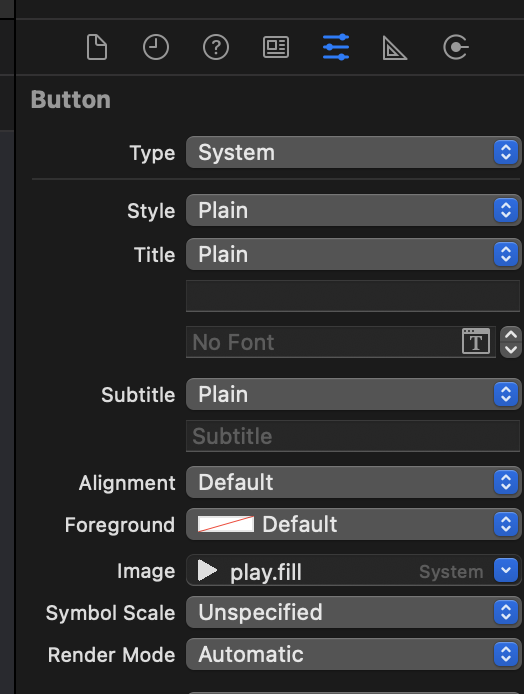 Button
Type System
Style Plain
Title Plain
No Font T
Subtitle Plain
Subtitle
Alignment Default
Foreground Default
Image play.fill System
Symbol Scale Unspecified
Render Mode Automatic